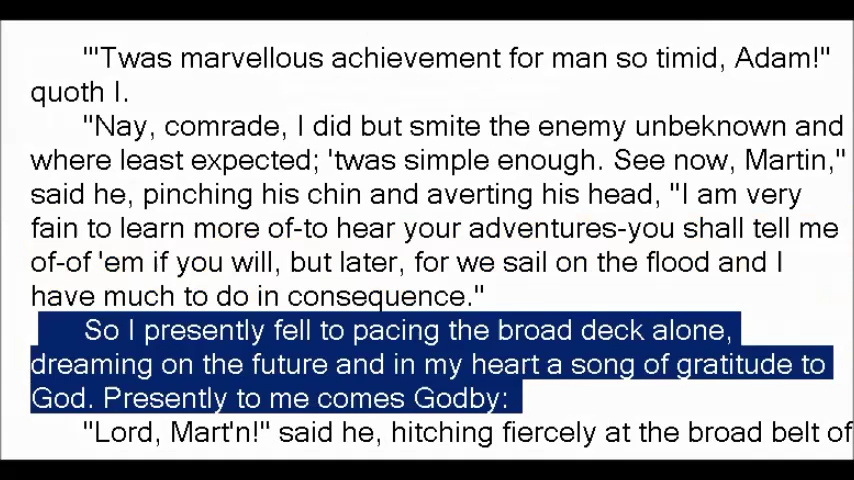 "'Twas marvellous achievement for man so timid, Adam!"
quoth I.
"Nay, comrade, I did but smite the enemy unbeknown and
where least expected; 'twas simple enough. See now, Martin,"
said he, pinching his chin and averting his head, "I am very
fain to learn more of-to hear your adventures-you shall tell me
of-of 'em if you will, but later, for we sail on the flood and I
have much to do in consequence."
So I presently fell to pacing the broad deck alone,
dreaming on the future and in my heart a song of gratitude to
God. Presently to me comes Godby:
"Lord, Mart'n!" said he, hitching fiercely at the broad belt of